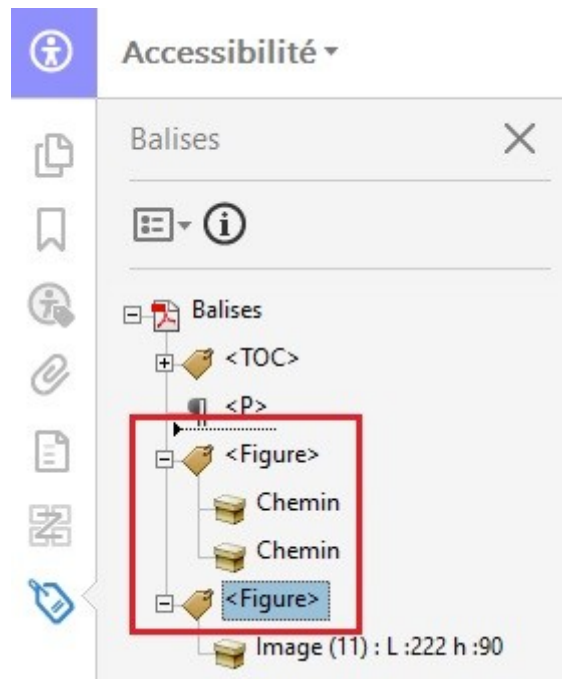 Accessibilité
Balises
Balises
<TOC>
<P>
<Figure>
Chemin
Chemin
<Figure>
Image (11) : L :222 h :90